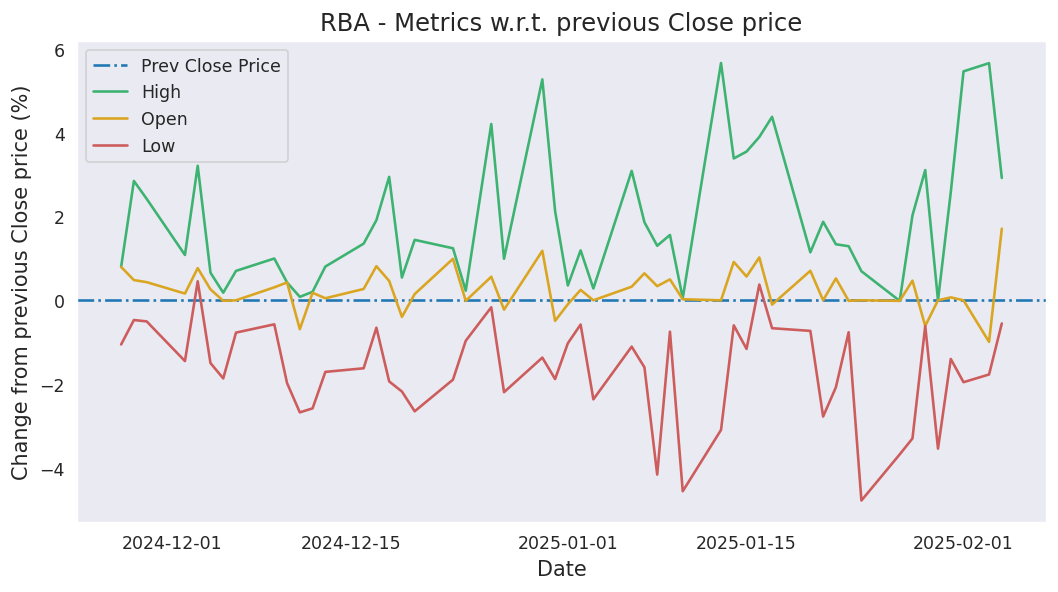 RBA - Metrics w.r.t. previous Close price
Change from previous Close price (%)
6
4
2
0
−2
−4
Prev Close Price
High
Open
Low
2024-12-01
2024-12-15
2025-01-01
2025-01-15
2025-02-01
Date